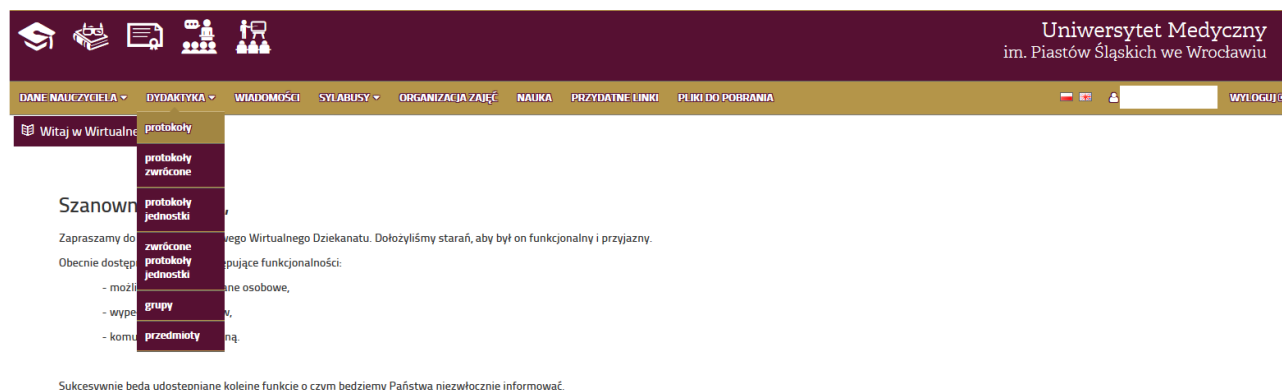 Uniwersytet Medyczny
im. Piastów Śląskich we Wrocławiu
DANE NAUCZYCIELA DYDAKTYKA WIADOMOŚCI SYLABUSY ORGANIZACJA ZAJĘĆ NAUKA PRZYDATNE LINKI PLIKI DO POBRANIA WYLOGUJ
Witaj w Wirtualne
protokoły
protokoły
zwrócone
protokoły
jednostki
zwrócone
protokoły
jednostki
grupy
przedmioty
Szanown ,
Zapraszamy do wego Wirtualnego Dziekanatu. Dołożyliśmy starań, aby był on funkcjonalny i przyjazny.
Obecnie dostępn pujące funkcjonalności:
- możli ane osobowe,
- wype w,
- komu ną.
Sukcesywnie będą udostępniane kolejne funkcje o czym będziemy Państwa niezwłocznie informować.